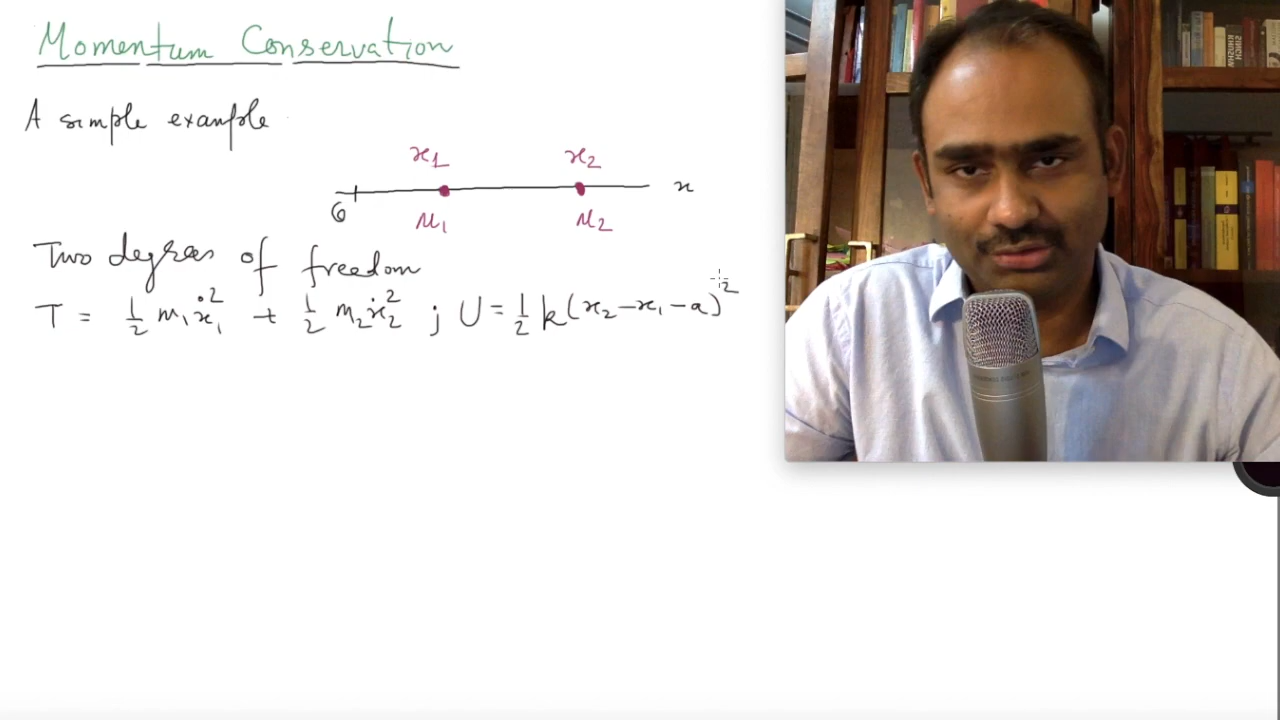 Momentum Conservation
A simple example
x₁ x₂
x
O
M₁ M₂
Two degrees of freedom
T = ½ m₁ẋ₁² + ½ m₂ẋ₂² ; U = ½ k(x₂ - x₁ - a)²